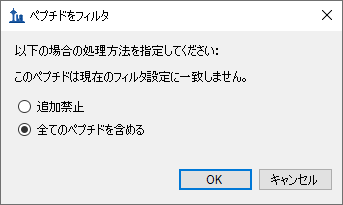 ペプチドをフィルタ
以下の場合の処理方法を指定してください:
このペプチドは現在のフィルタ設定に一致しません。
追加禁止
全てのペプチドを含める
OK
キャンセル